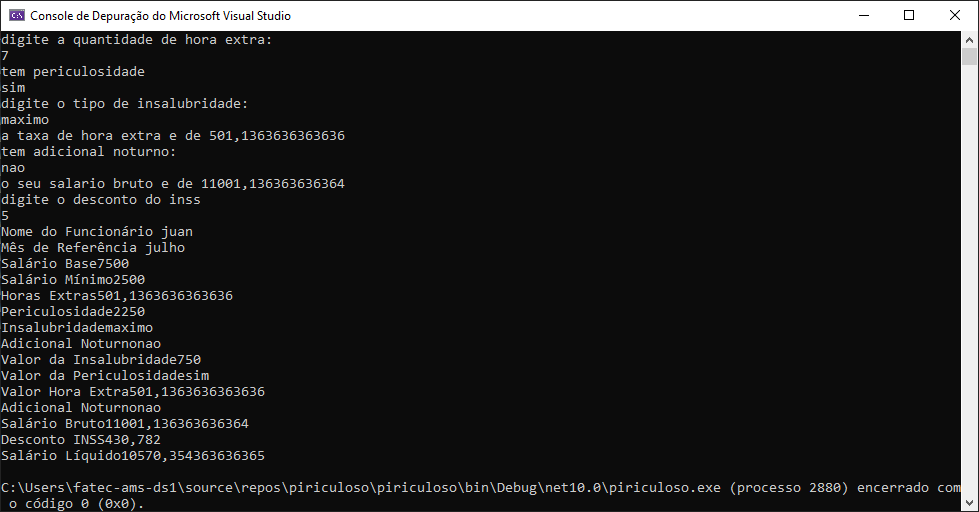 Console de Depuração do Microsoft Visual Studio
digite a quantidade de hora extra:
7
tem periculosidade
sim
digite o tipo de insalubridade:
maximo
a taxa de hora extra e de 501,1363636363636
tem adicional noturno:
nao
o seu salario bruto e de 11001,136363636364
digite o desconto do inss
5
Nome do Funcionário juan
Mês de Referência julho
Salário Base7500
Salário Mínimo2500
Horas Extras501,1363636363636
Periculosidade2250
Insalubridademaximo
Adicional Noturnonao
Valor da Insalubridade750
Valor da Periculosidadesim
Valor Hora Extra501,1363636363636
Adicional Noturnonao
Salário Bruto11001,136363636364
Desconto INSS430,782
Salário Líquido10570,354363636365
C:\Users\fatec-ams-ds1\source\repos\piriculoso\piriculoso\bin\Debug\net10.0\piriculoso.exe (processo 2880) encerrado com
o código 0 (0x0).